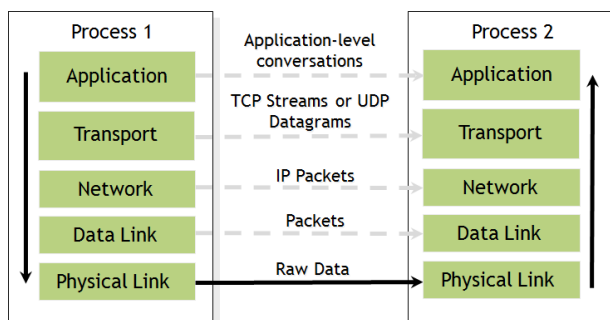 Process 1
Application
Transport
Network
Data Link
Physical Link
Application-level
conversations
TCP Streams or UDP
Datagrams
IP Packets
Packets
Raw Data
Process 2
Application
Transport
Network
Data Link
Physical Link